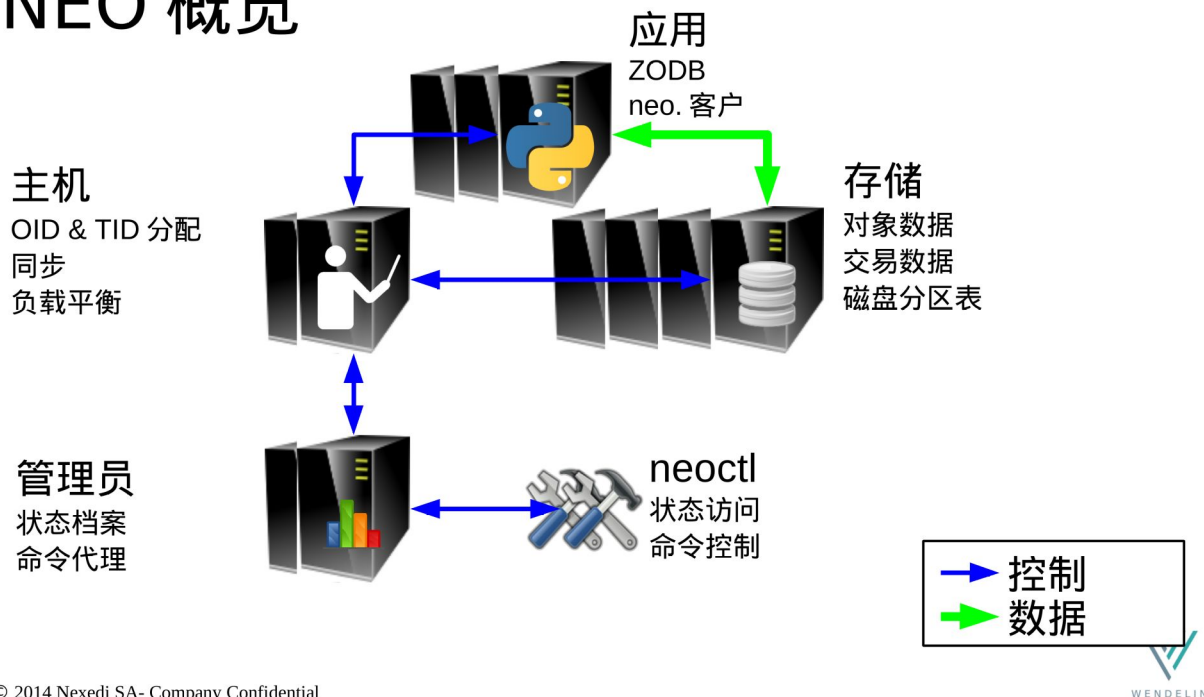 NEO 概览
应用
ZODB
neo. 客户
主机
OID & TID 分配
同步
负载平衡
存储
对象数据
交易数据
磁盘分区表
管理员
状态档案
命令代理
neoctl
状态访问
命令控制
控制
数据
© 2014 Nexedi SA- Company Confidential
WENDELIN